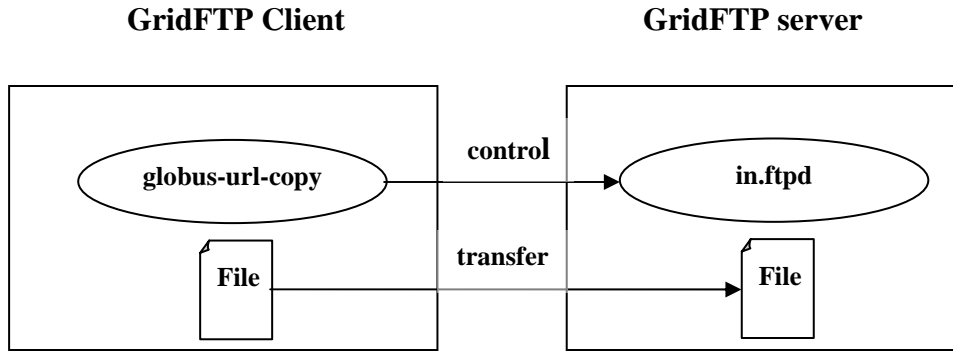 GridFTP Client
GridFTP server
control
globus-url-copy
in.ftpd
transfer
File
File